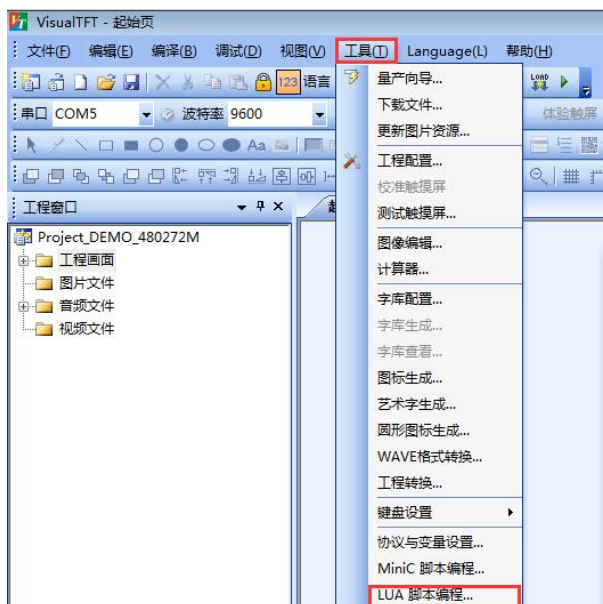 VisualTFT - 起始页
文件(F) 编辑(E) 编译(B) 调试(D) 视图(V) 工具(T) Language(L) 帮助(H)
123 语言
LOAD
串口 COM5 波特率 9600
体验触屏
Aa
工程窗口
Project_DEMO_480272M
工程画面
图片文件
音频文件
视频文件
量产向导...
下载文件...
更新图片资源...
工程配置...
校准触摸屏
测试触摸屏...
图像编辑...
计算器...
字库配置...
字库生成...
字库查看...
图标生成...
艺术字生成...
圆形图标生成...
WAVE格式转换...
工程转换...
键盘设置
协议与变量设置...
MiniC 脚本编程...
LUA 脚本编程...